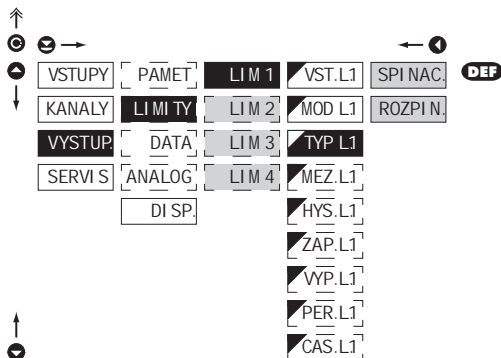 VSTUPY PAMET LIM 1 VST.L1 SPINAC. DEF
KANALY LIMITY LIM 2 MOD L1 ROZPIN.
VYSTUP. DATA LIM 3 TYP L1
SERVIS ANALOG LIM 4 MEZ.L1
DISP. HYS.L1
ZAP.L1
VYP.L1
PER.L1
CAS.L1